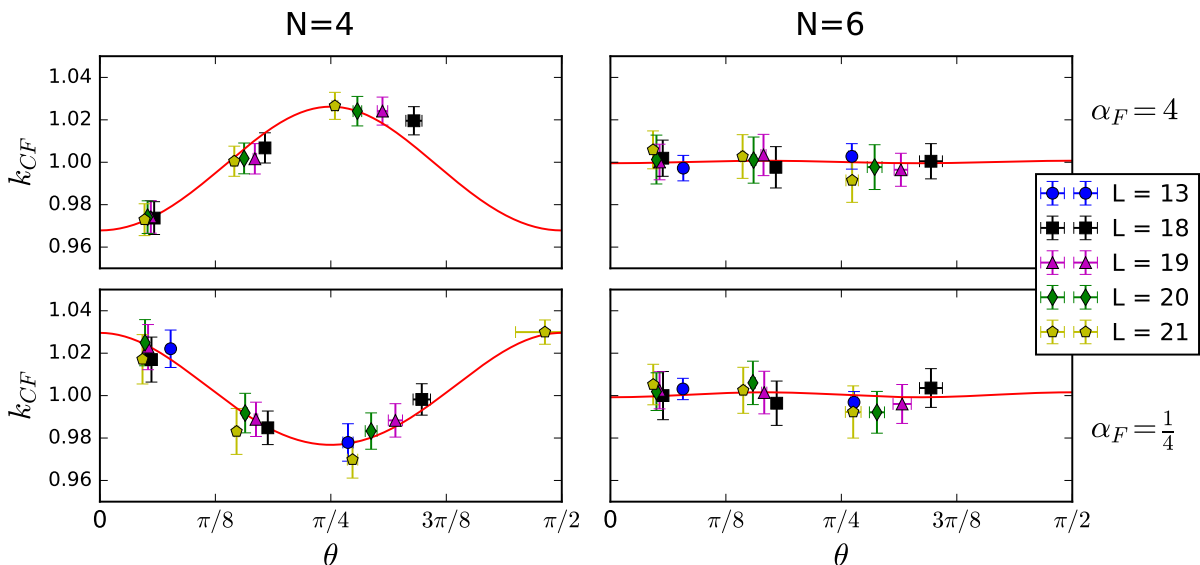 N=4
N=6
k_CF
1.04
1.02
1.00
0.98
0.96
α_F = 4
L = 13
L = 18
L = 19
L = 20
L = 21
k_CF
1.04
1.02
1.00
0.98
0.96
α_F = 1/4
0 π/8 π/4 3π/8 π/2
0 π/8 π/4 3π/8 π/2
θ
θ